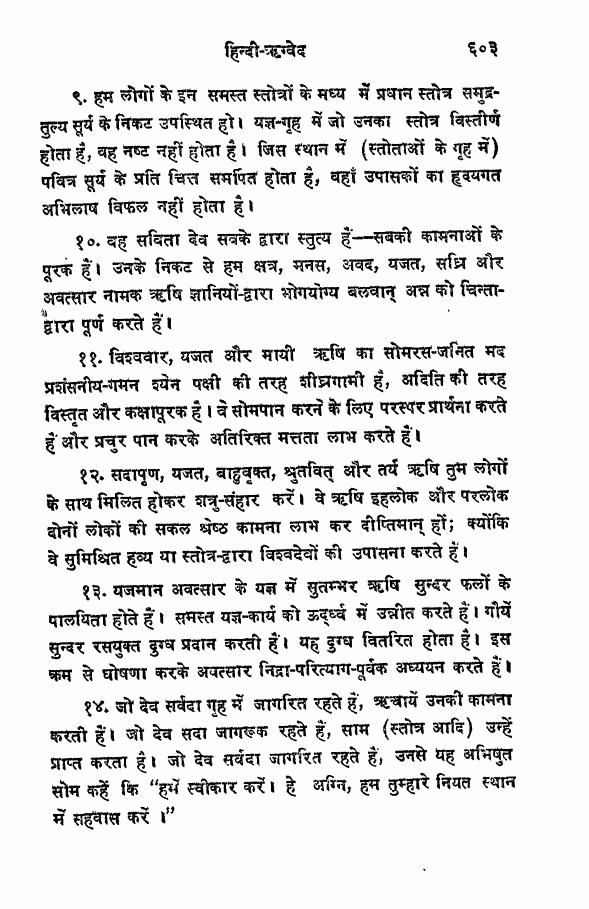 हिन्दी-ऋग्वेद ६०३
९. हम लोगों के इन समस्त स्तोत्रों के मध्य में प्रधान स्तोत्र समुद्र-
तुल्य सूर्य के निकट उपस्थित हो। यज्ञ-गृह में जो उनका स्तोत्र विस्तीर्ण
होता है, वह नष्ट नहीं होता है। जिस स्थान में (स्तोताओं के गृह में)
पवित्र सूर्य के प्रति चित्त समर्पित होता है, वहाँ उपासकों का हृदयगत
अभिलाष विफल नहीं होता है।
१०. वह सविता देव सबके द्वारा स्तुत्य हैं—सबकी कामनाओं के
पूरक हैं। उनके निकट से हम क्षत्र, मनस, अवद, यजत, सध्रि और
अवत्सार नामक ऋषि ज्ञानियों-द्वारा भोगयोग्य बलवान् अन्न को चिन्ता-
द्वारा पूर्ण करते हैं।
११. विश्ववार, यजत और मायी ऋषि का सोमरस-जनित मद
प्रशंसनीय-गमन श्येन पक्षी की तरह शीघ्रगामी है, अदिति की तरह
विस्तृत और कक्षापूरक है। वे सोमपान करने के लिए परस्पर प्रार्थना करते
हैं और प्रचुर पान करके अतिरिक्त मत्तता लाभ करते हैं।
१२. सदापृण, यजत, बाहुवृक्त, श्रुतवित् और तर्य ऋषि तुम लोगों
के साथ मिलित होकर शत्रु-संहार करें। वे ऋषि इहलोक और परलोक
दोनों लोकों की सकल श्रेष्ठ कामना लाभ कर दीप्तिमान् हों; क्योंकि
वे सुमिश्रित हव्य या स्तोत्र-द्वारा विश्वदेवों की उपासना करते हैं।
१३. यजमान अवत्सार के यज्ञ में सुतम्भर ऋषि सुन्दर फलों के
पालयिता होते हैं। समस्त यज्ञ-कार्य को ऊर्द्ध्व में उन्नीत करते हैं। गौयें
सुन्दर रसयुक्त दुग्ध प्रदान करती हैं। यह दुग्ध वितरित होता है। इस
क्रम से घोषणा करके अवत्सार निद्रा-परित्याग-पूर्वक अध्ययन करते हैं।
१४. जो देव सर्वदा गृह में जागरित रहते हैं, ऋचायें उनकी कामना
करती हैं। जो देव सदा जागरूक रहते हैं, साम (स्तोत्र आदि) उन्हें
प्राप्त करता है। जो देव सर्वदा जागरित रहते हैं, उनसे यह अभिषुत
सोम कहें कि “हमें स्वीकार करें। हे अग्नि, हम तुम्हारे नियत स्थान
में सहवास करें ।”